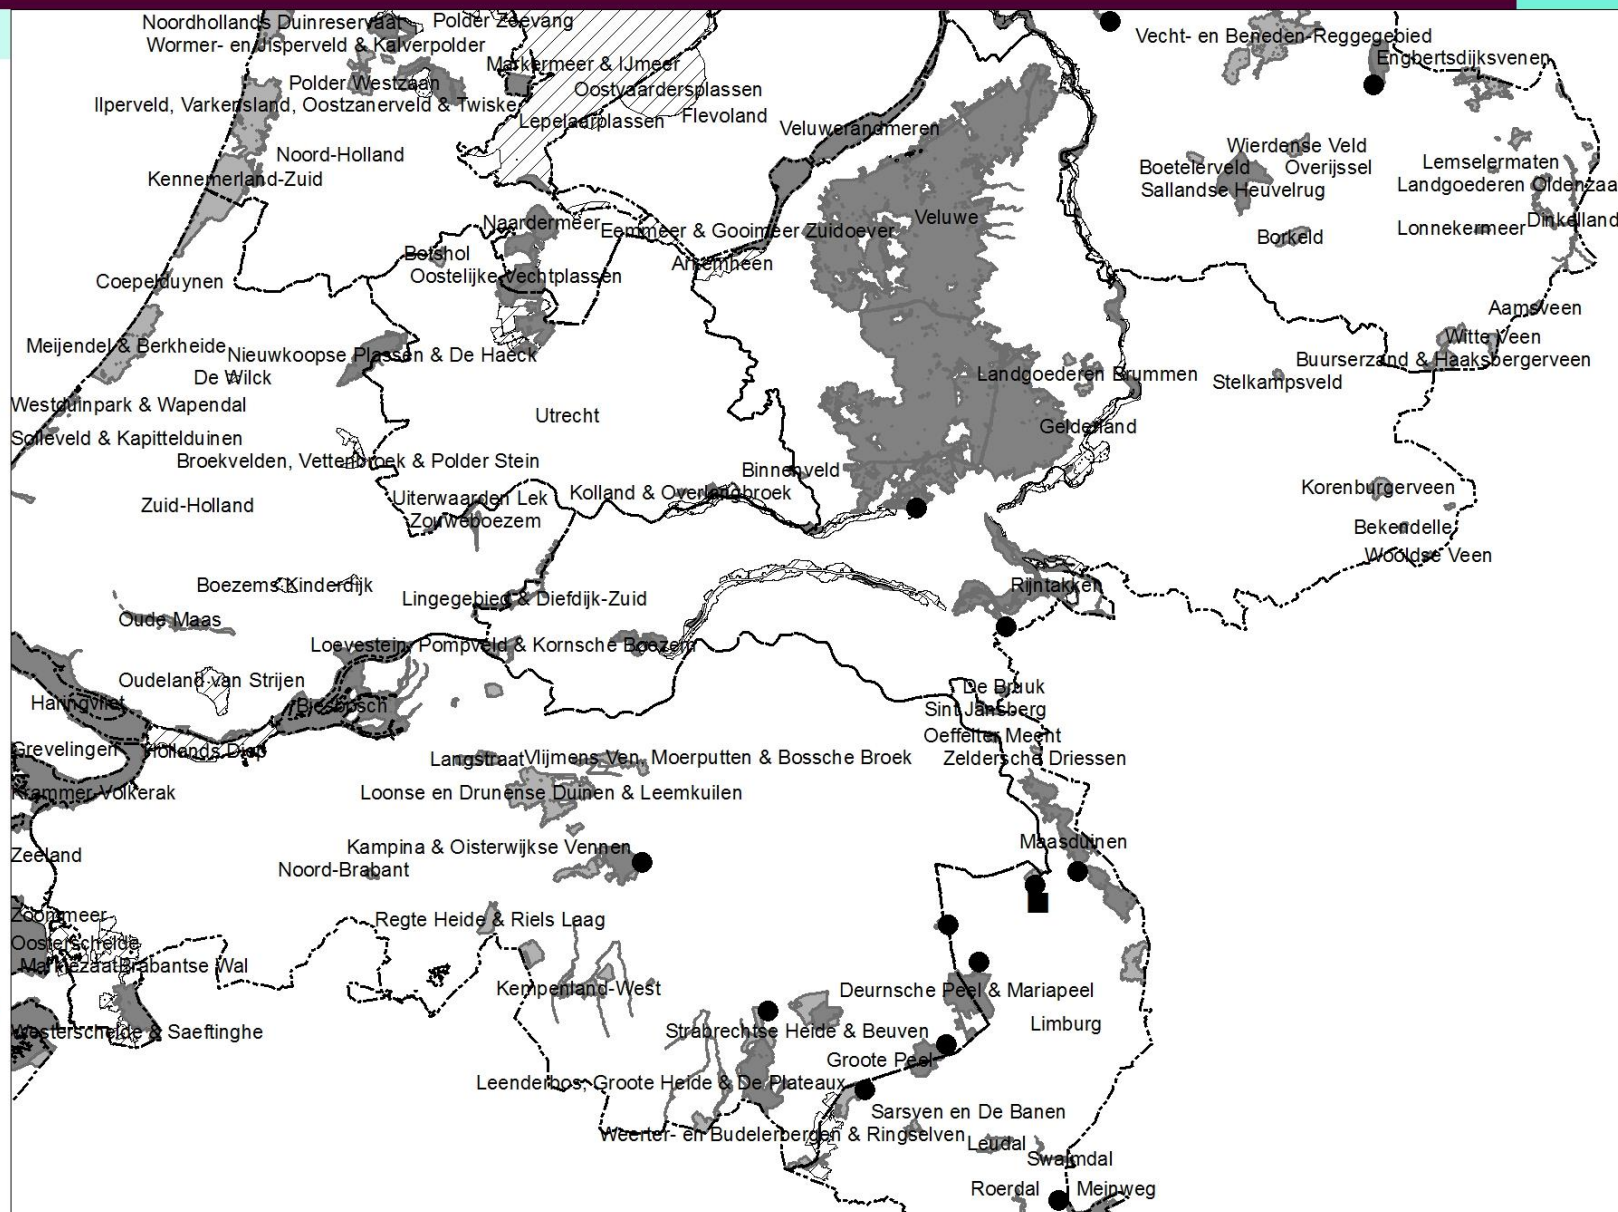 Noordhollands Duinreservaat
Polder Zeevang
Wormer- en Jisperveld & Kalverpolder
Vecht- en Beneden-Reggegebied
Engbertsdijksvenen
Markermeer & IJmeer
Polder Westzaan
Oostvaardersplassen
Ilperveld, Varkensland, Oostzanerveld & Twiske
Lepelaarplassen
Flevoland
Veluwerandmeren
Noord-Holland
Wierdense Veld
Boetelerveld
Overijssel
Lemselermaten
Kennemerland-Zuid
Sallandse Heuvelrug
Landgoederen Oldenzaa
Naardermeer
Eemmeer & Gooimeer Zuidoever
Veluwe
Borkeld
Lonnekermeer
Dinkelland
Botshol
Arkemheen
Oostelijke Vechtplassen
Coepelduynen
Aamsveen
Witte Veen
Meijendel & Berkheide
Nieuwkoopse Plassen & De Haeck
Buurserzand & Haaksbergerveen
De Wilck
Landgoederen Brummen
Stelkampsveld
Westduinpark & Wapendal
Utrecht
Gelderland
Solleveld & Kapittelduinen
Broekvelden, Vettenbroek & Polder Stein
Binnenveld
Korenburgerveen
Zuid-Holland
Uiterwaarden Lek
Kolland & Overlangbroek
Zouweboezem
Bekendelle
Wooldse Veen
Boezems Kinderdijk
Lingegebied & Diefdijk-Zuid
Rijntakken
Oude Maas
Loevestein, Pompveld & Kornsche Boezem
Oudeland van Strijen
De Bruuk
Haringvliet
Biesbosch
Sint Jansberg
Oeffelter Meent
Grevelingen
Hollands Diep
Langstraat
Vlijmens Ven, Moerputten & Bossche Broek
Zeldersche Driessen
Krammer-Volkerak
Loonse en Drunense Duinen & Leemkuilen
Maasduinen
Kampina & Oisterwijkse Vennen
Zeeland
Noord-Brabant
Zoommeer
Regte Heide & Riels Laag
Oosterschelde
Markiezaat
Brabantse Wal
Kempenland-West
Deurnsche Peel & Mariapeel
Limburg
Westerschelde & Saeftinghe
Strabrechtse Heide & Beuven
Groote Peel
Leenderbos, Groote Heide & De Plateaux
Sarsven en De Banen
Weerter- en Budelerbergen & Ringselven
Leudal
Swalmdal
Roerdal
Meinweg